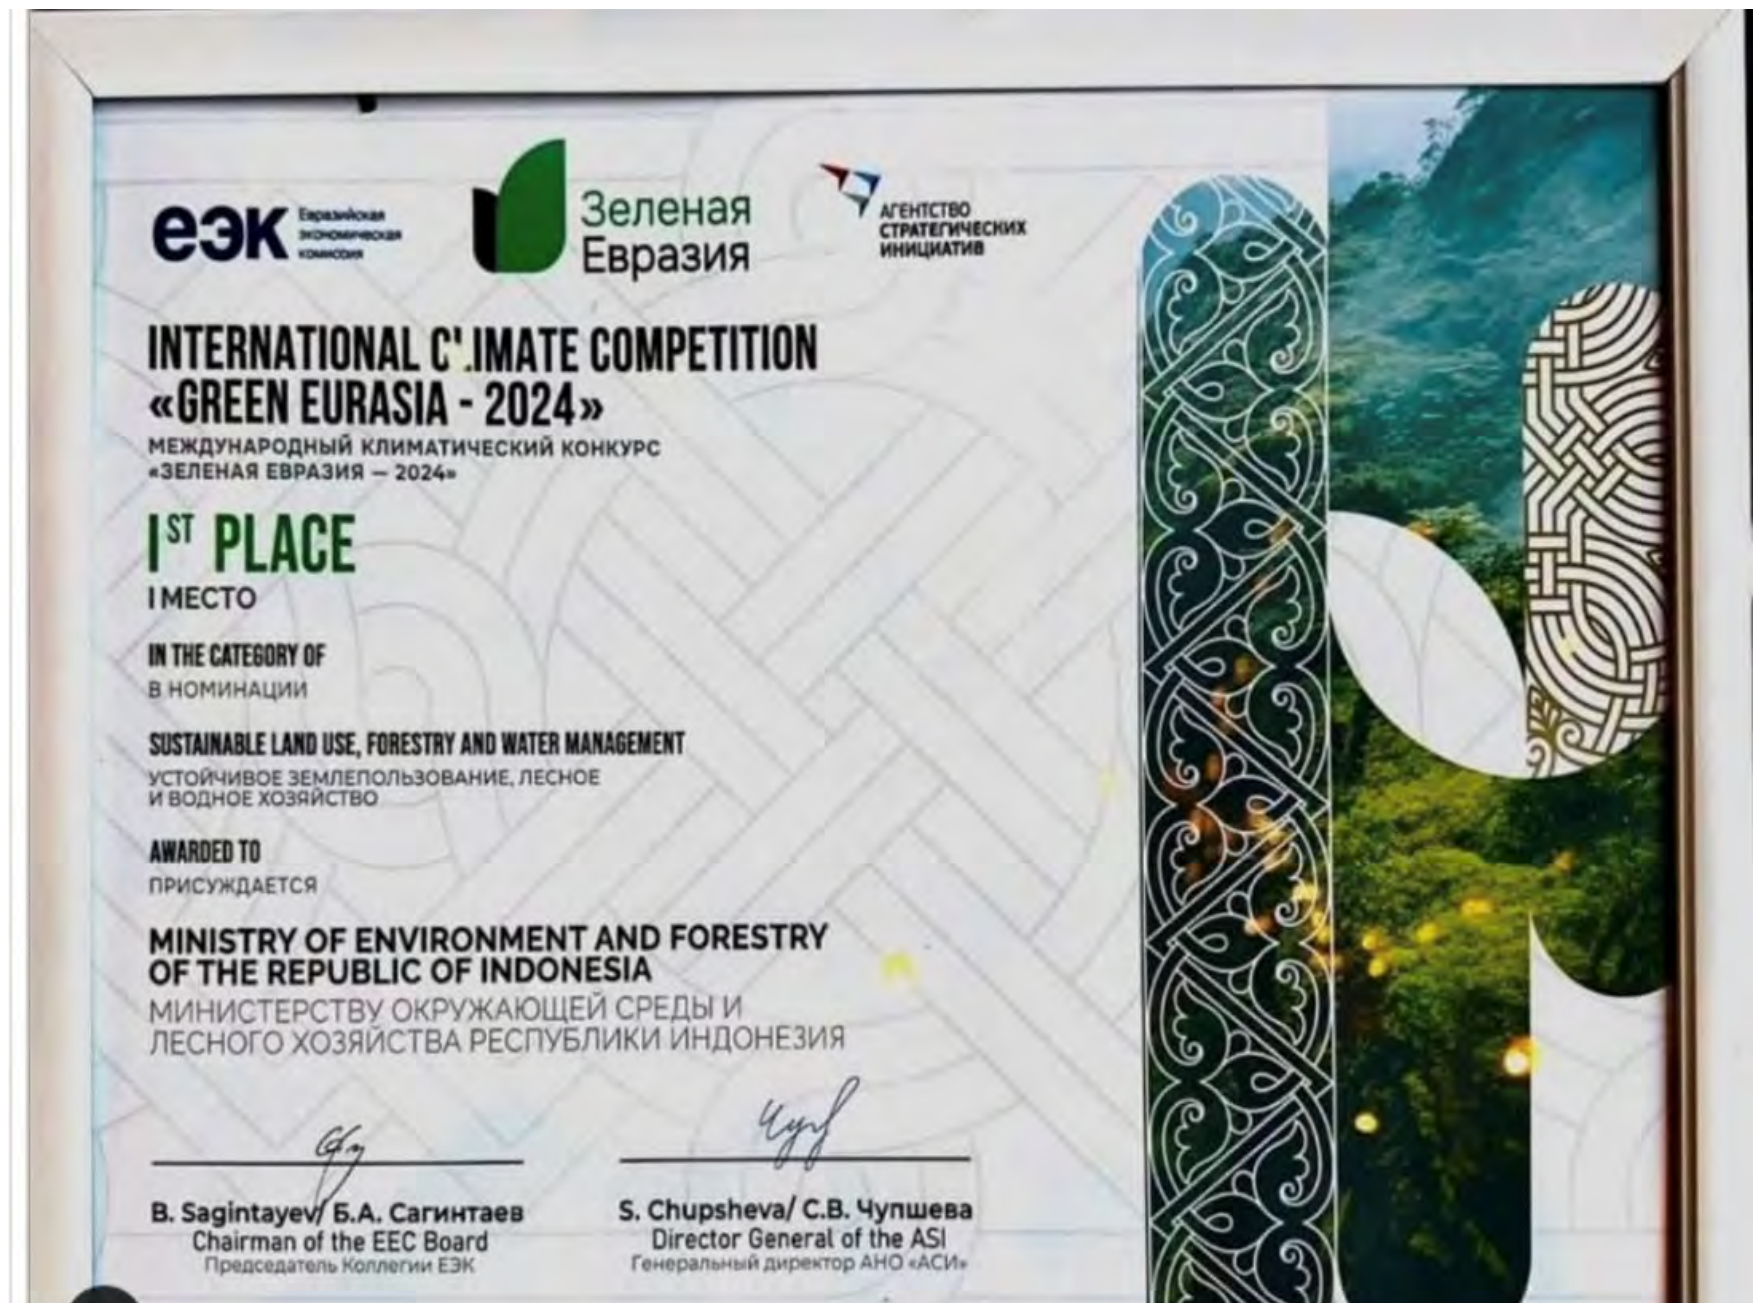 еэк
Евразийская
экономическая
комиссия
Зеленая
Евразия
АГЕНТСТВО
СТРАТЕГИЧЕСКИХ
ИНИЦИАТИВ
INTERNATIONAL CLIMATE COMPETITION
«GREEN EURASIA - 2024»
МЕЖДУНАРОДНЫЙ КЛИМАТИЧЕСКИЙ КОНКУРС
«ЗЕЛЕНАЯ ЕВРАЗИЯ — 2024»
I ST PLACE
I МЕСТО
IN THE CATEGORY OF
В НОМИНАЦИИ
SUSTAINABLE LAND USE, FORESTRY AND WATER MANAGEMENT
УСТОЙЧИВОЕ ЗЕМЛЕПОЛЬЗОВАНИЕ, ЛЕСНОЕ
И ВОДНОЕ ХОЗЯЙСТВО
AWARDED TO
ПРИСУЖДАЕТСЯ
MINISTRY OF ENVIRONMENT AND FORESTRY
OF THE REPUBLIC OF INDONESIA
МИНИСТЕРСТВУ ОКРУЖАЮЩЕЙ СРЕДЫ И
ЛЕСНОГО ХОЗЯЙСТВА РЕСПУБЛИКИ ИНДОНЕЗИЯ
B. Sagintayev/ Б.А. Сагинтаев
Chairman of the EEC Board
Председатель Коллегии ЕЭК
S. Chupsheva/ С.В. Чупшева
Director General of the ASI
Генеральный директор АНО «АСИ»